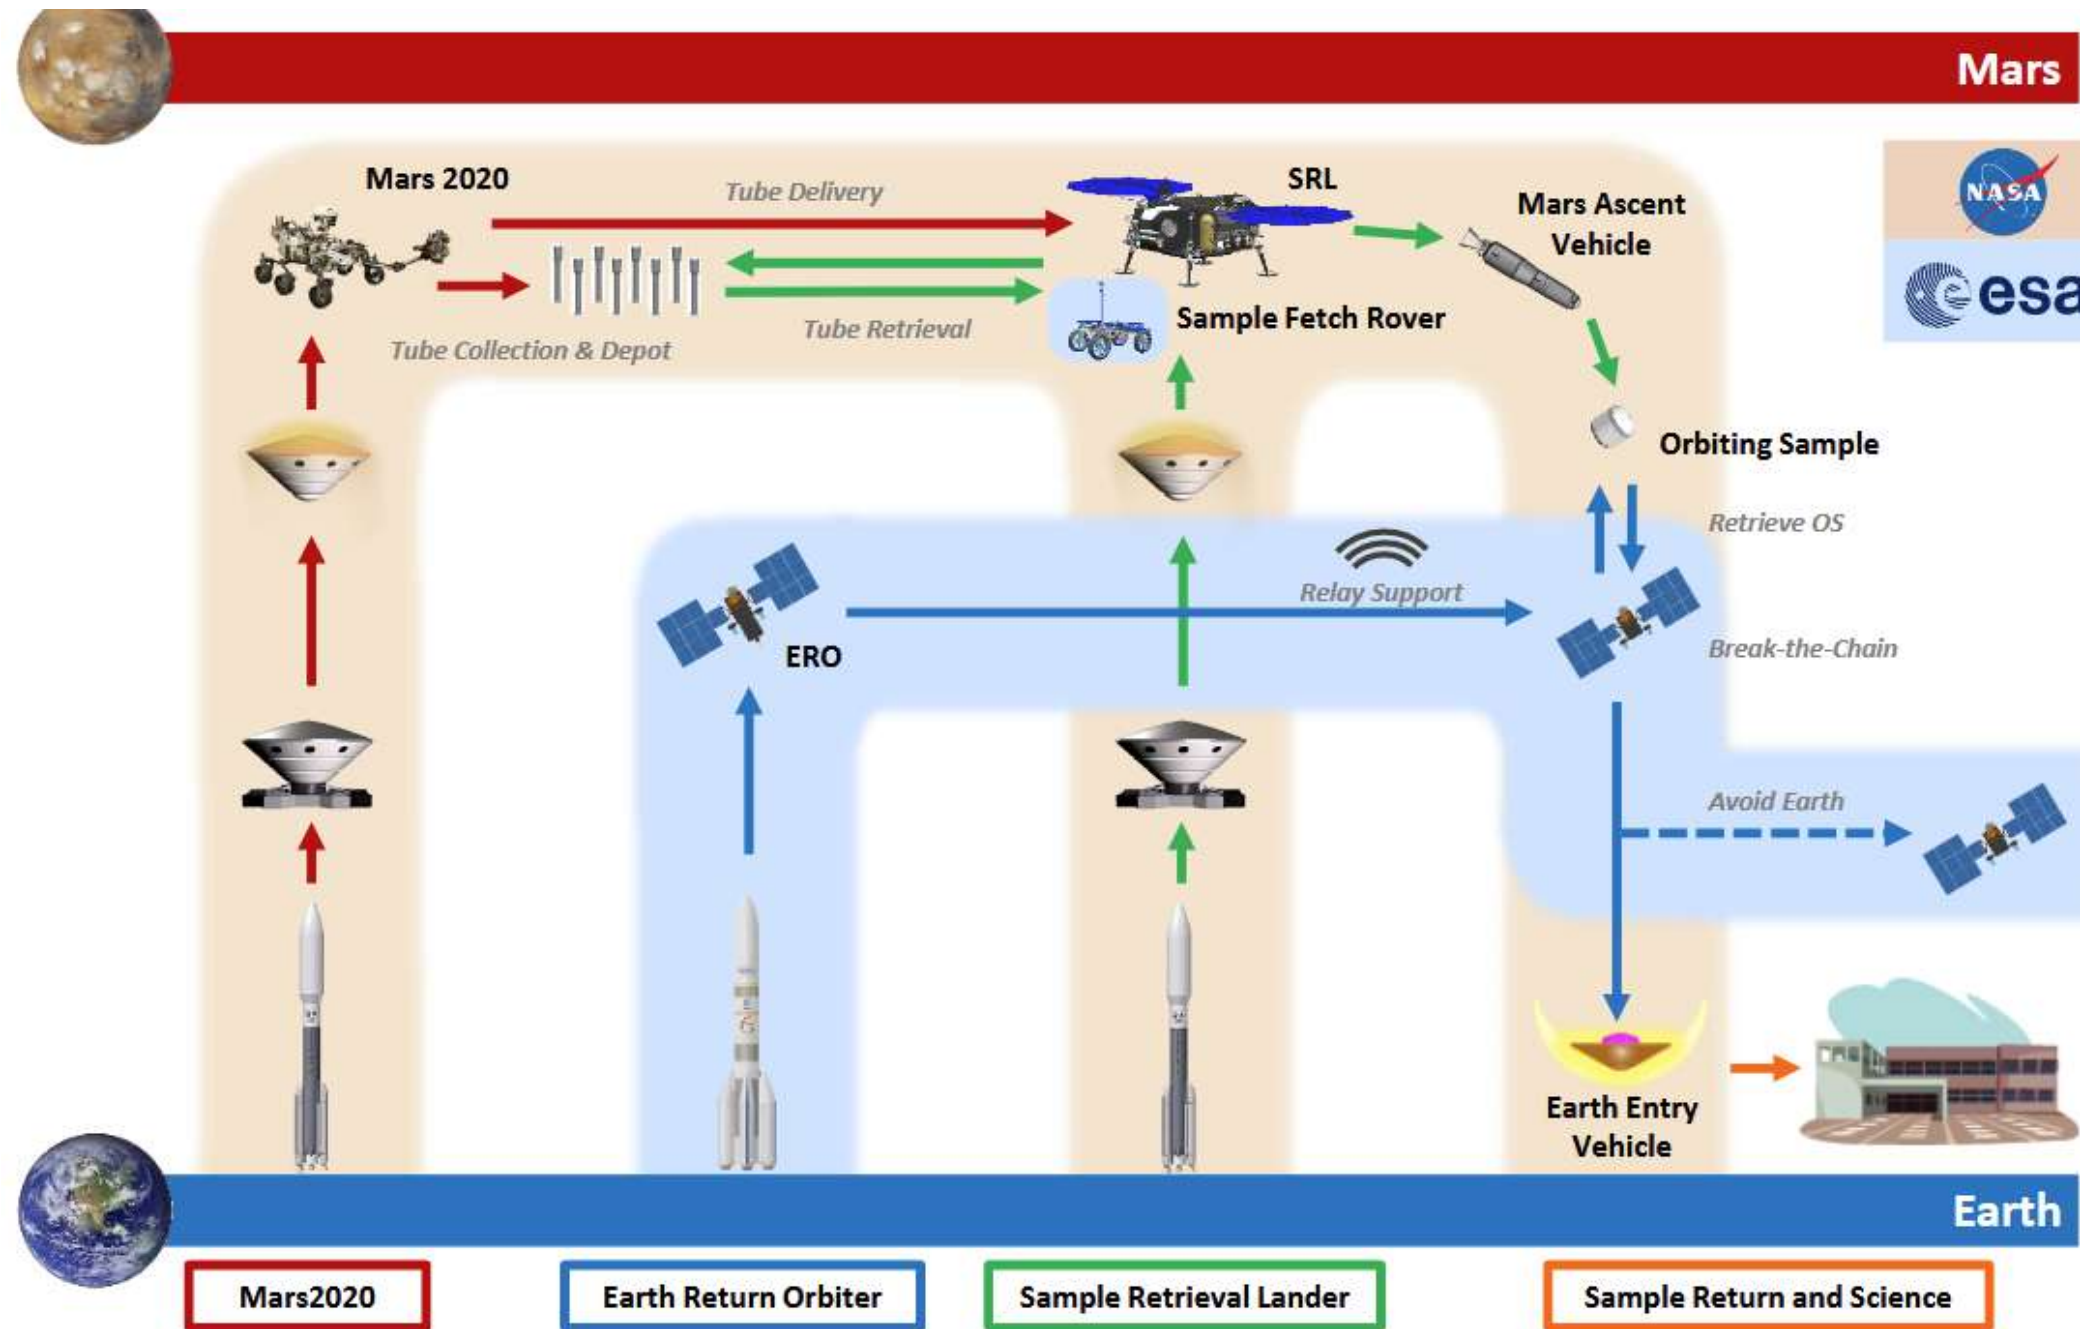 Mars
Mars 2020
Tube Delivery
SRL
Mars Ascent
Vehicle
NASA
esa
Sample Fetch Rover
Tube Retrieval
Tube Collection & Depot
Orbiting Sample
Retrieve OS
Relay Support
ERO
Break-the-Chain
Avoid Earth
Earth Entry
Vehicle
Earth
Mars2020
Earth Return Orbiter
Sample Retrieval Lander
Sample Return and Science